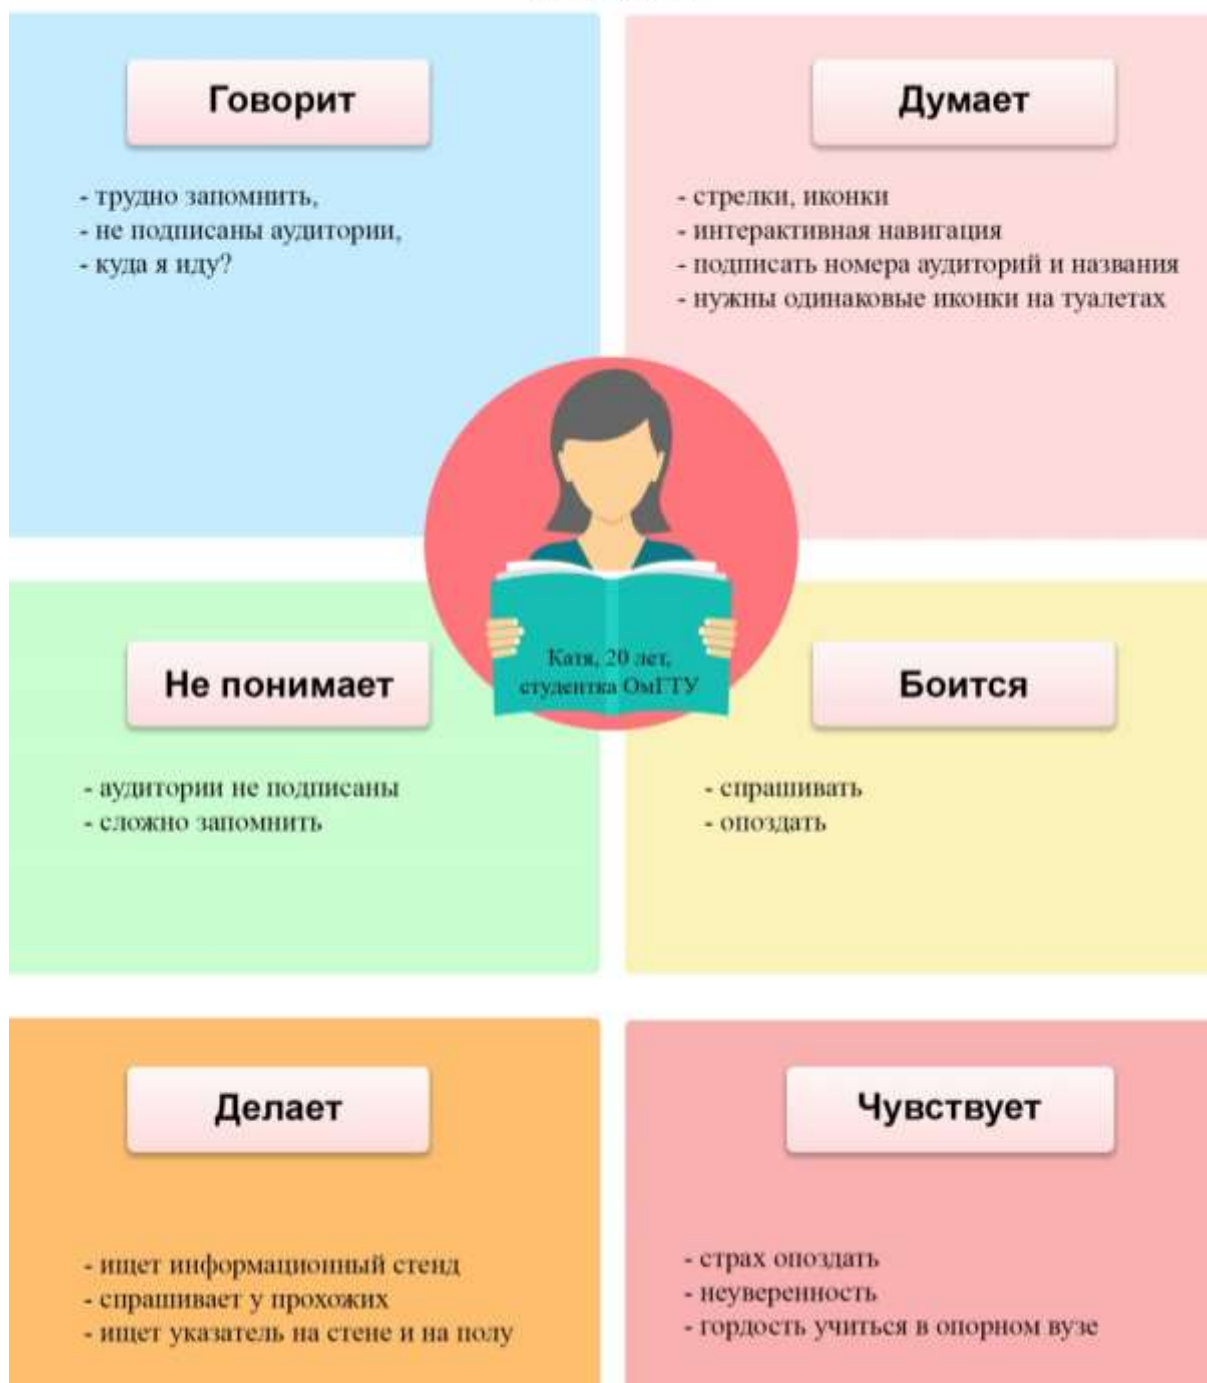 Говорит
- трудно запомнить,
- не подписаны аудитории,
- куда я иду?
Думает
- стрелки, иконки
- интерактивная навигация
- подписать номера аудиторий и названия
- нужны одинаковые иконки на туалетах
Катя, 20 лет,
студентка ОмГТУ
Не понимает
- аудитории не подписаны
- сложно запомнить
Боится
- спрашивать
- опоздать
Делает
- ищет информационный стенд
- спрашивает у прохожих
- ищет указатель на стене и на полу
Чувствует
- страх опоздать
- неуверенность
- гордость учиться в опорном вузе